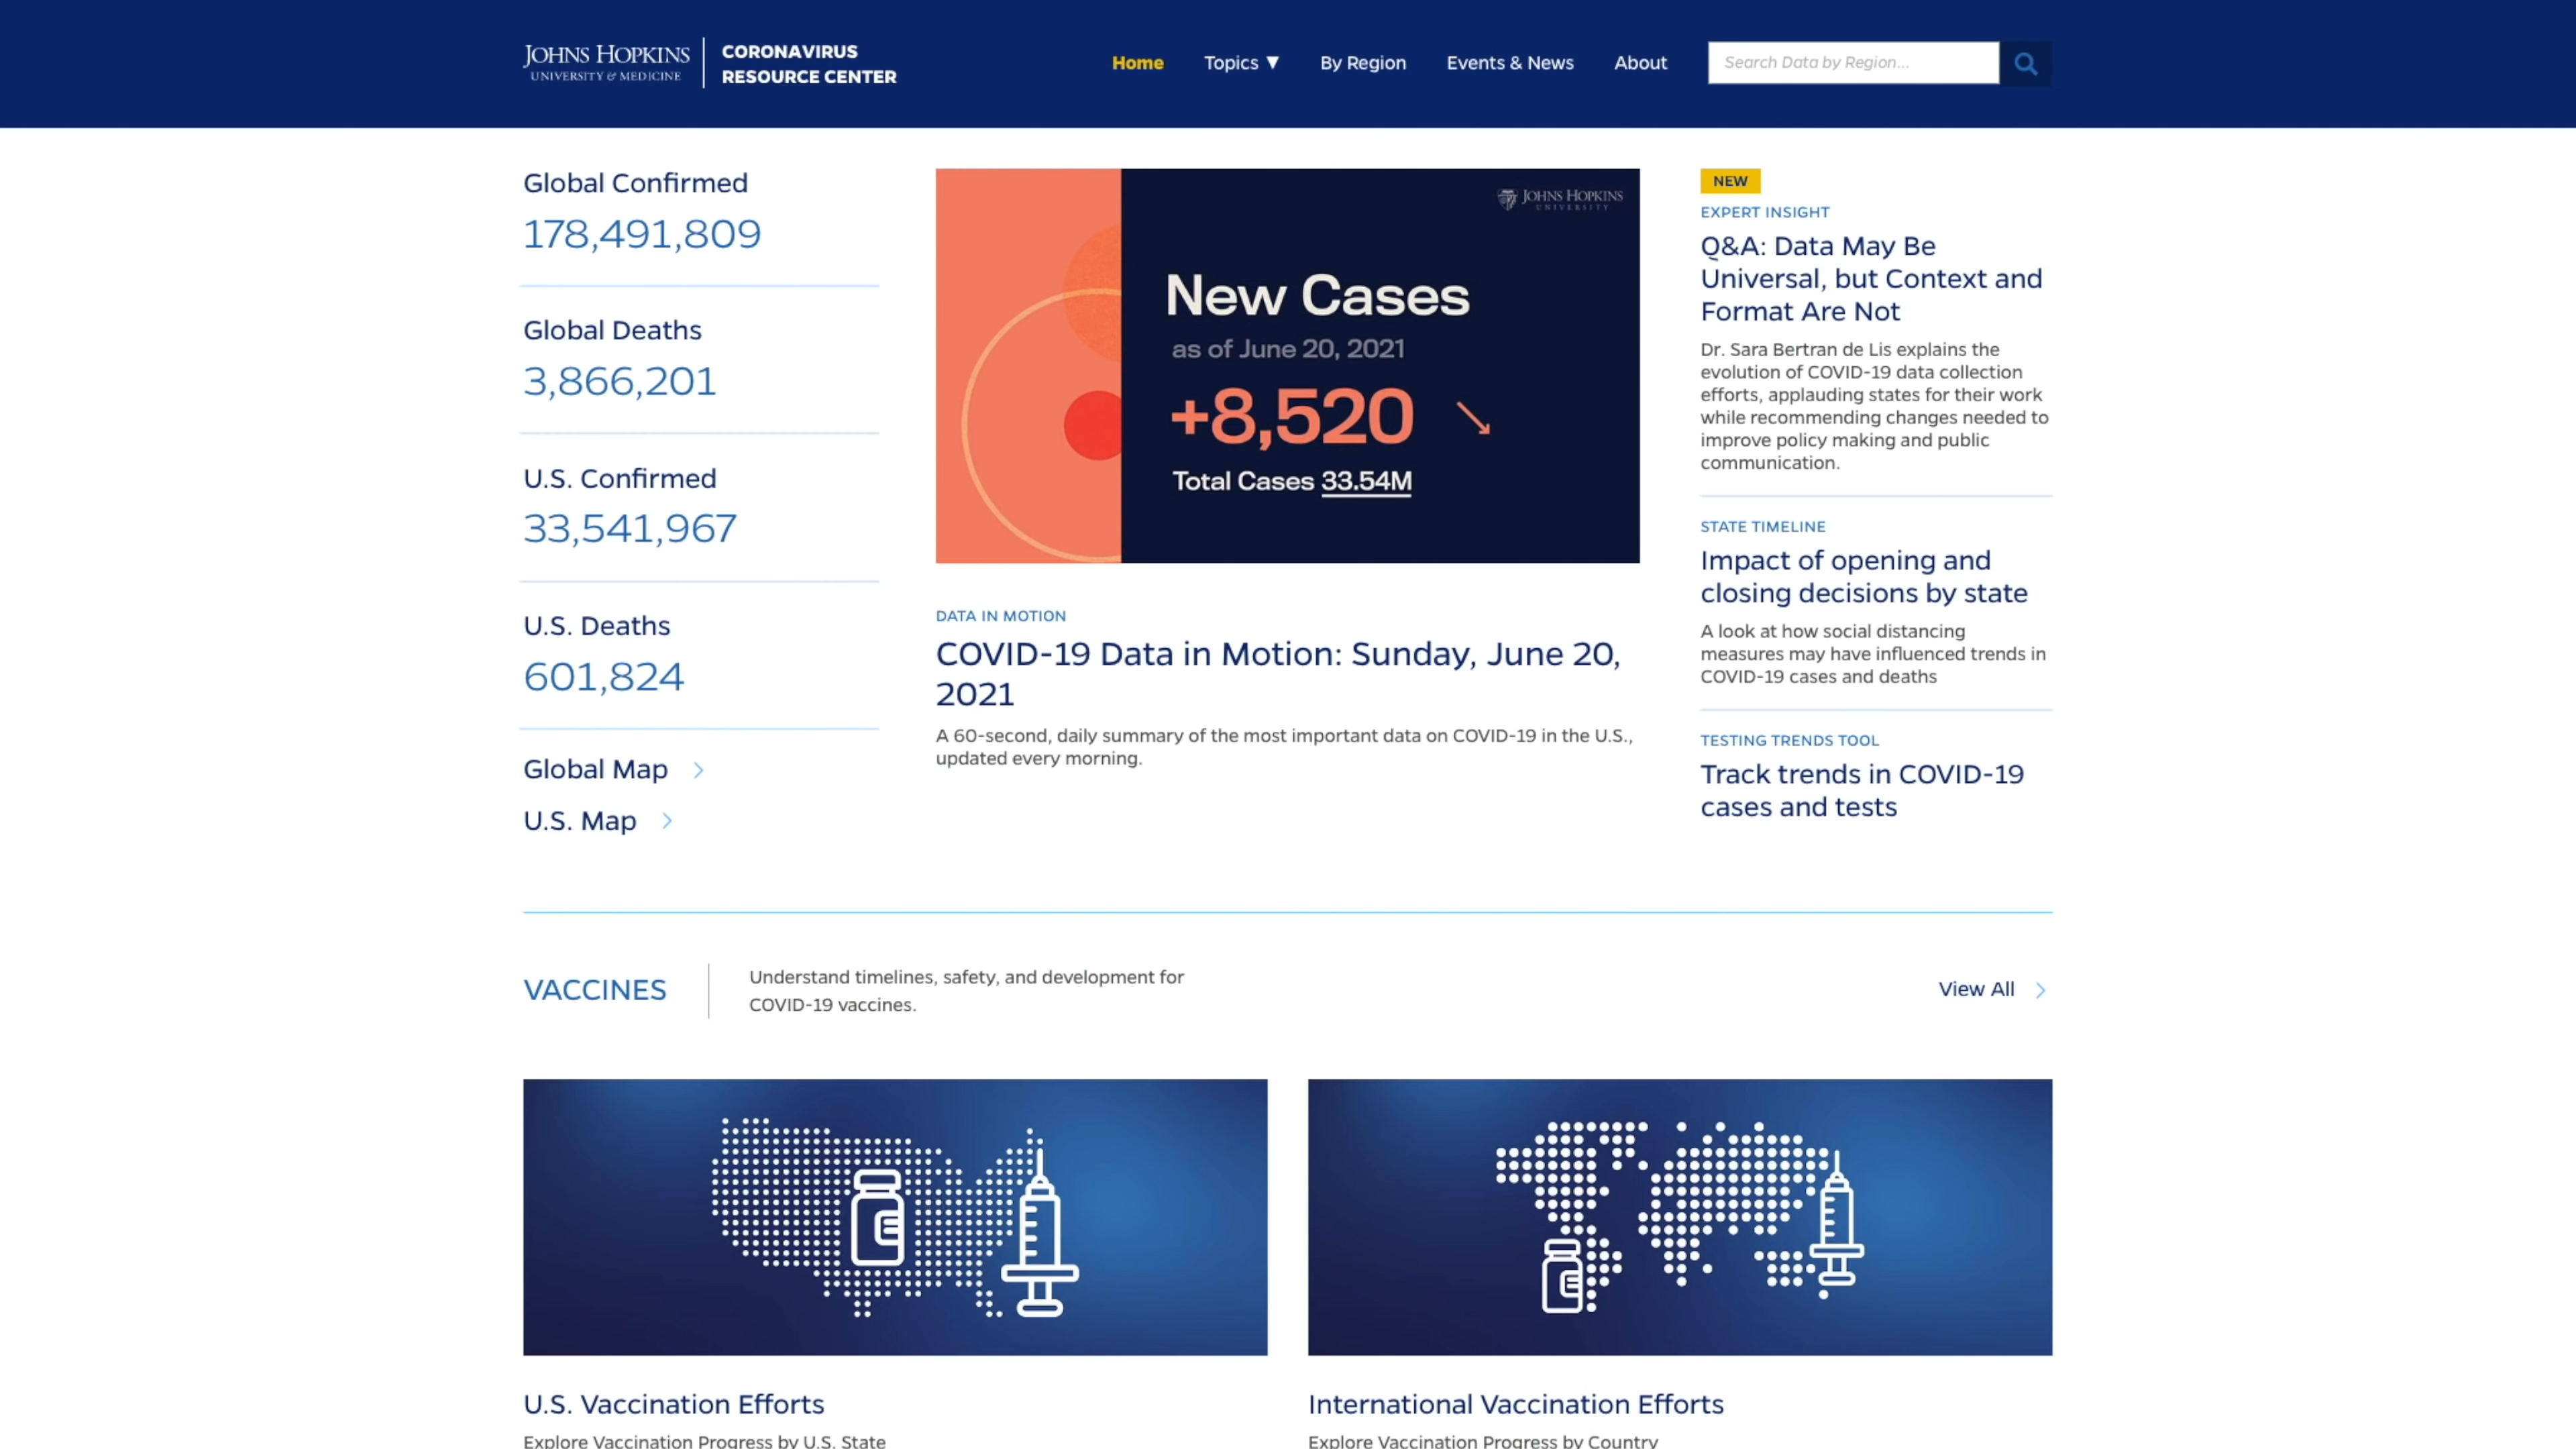 JOHNS HOPKINS
UNIVERSITY & MEDICINE
CORONAVIRUS
RESOURCE CENTER
Home
Topics ▼
By Region
Events & News
About
Search Data by Region...
Global Confirmed
178,491,809
Global Deaths
3,866,201
U.S. Confirmed
33,541,967
U.S. Deaths
601,824
Global Map
U.S. Map
JOHNS HOPKINS
UNIVERSITY
New Cases
as of June 20, 2021
+8,520
Total Cases 33.54M
DATA IN MOTION
COVID-19 Data in Motion: Sunday, June 20,
2021
A 60-second, daily summary of the most important data on COVID-19 in the U.S.,
updated every morning.
NEW
EXPERT INSIGHT
Q&A: Data May Be
Universal, but Context and
Format Are Not
Dr. Sara Bertran de Lis explains the
evolution of COVID-19 data collection
efforts, applauding states for their work
while recommending changes needed to
improve policy making and public
communication.
STATE TIMELINE
Impact of opening and
closing decisions by state
A look at how social distancing
measures may have influenced trends in
COVID-19 cases and deaths
TESTING TRENDS TOOL
Track trends in COVID-19
cases and tests
VACCINES
Understand timelines, safety, and development for
COVID-19 vaccines.
View All
U.S. Vaccination Efforts
Explore Vaccination Progress by U.S. State
International Vaccination Efforts
Explore Vaccination Progress by Country